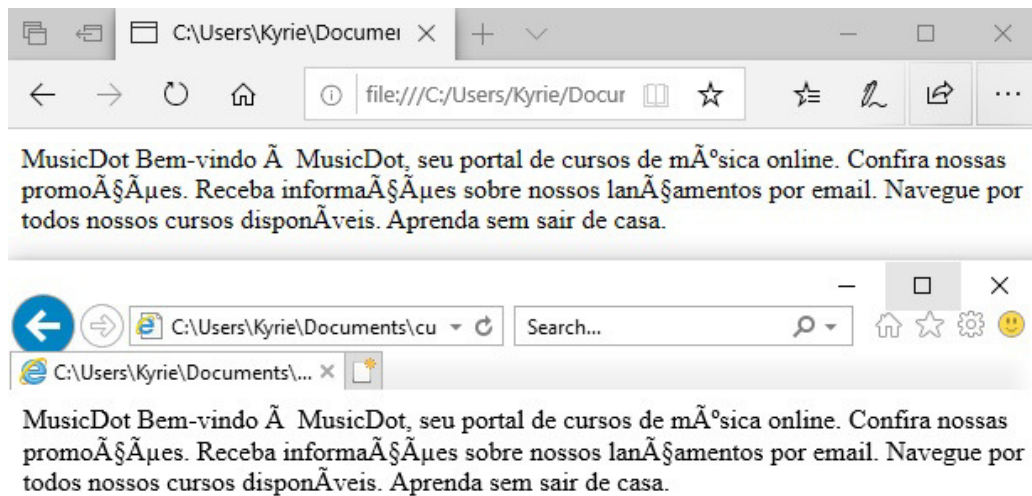 C:\Users\Kyrie\Documei
file:///C:/Users/Kyrie/Docur
MusicDot Bem-vindo Ã  MusicDot, seu portal de cursos de mÃºsica online. Confira nossas
promoÃ§Ãµes. Receba informaÃ§Ãµes sobre nossos lanÃ§amentos por email. Navegue por
todos nossos cursos disponÃ­veis. Aprenda sem sair de casa.
C:\Users\Kyrie\Documents\cu
Search...
C:\Users\Kyrie\Documents\...
MusicDot Bem-vindo Ã  MusicDot, seu portal de cursos de mÃºsica online. Confira nossas
promoÃ§Ãµes. Receba informaÃ§Ãµes sobre nossos lanÃ§amentos por email. Navegue por
todos nossos cursos disponÃ­veis. Aprenda sem sair de casa.